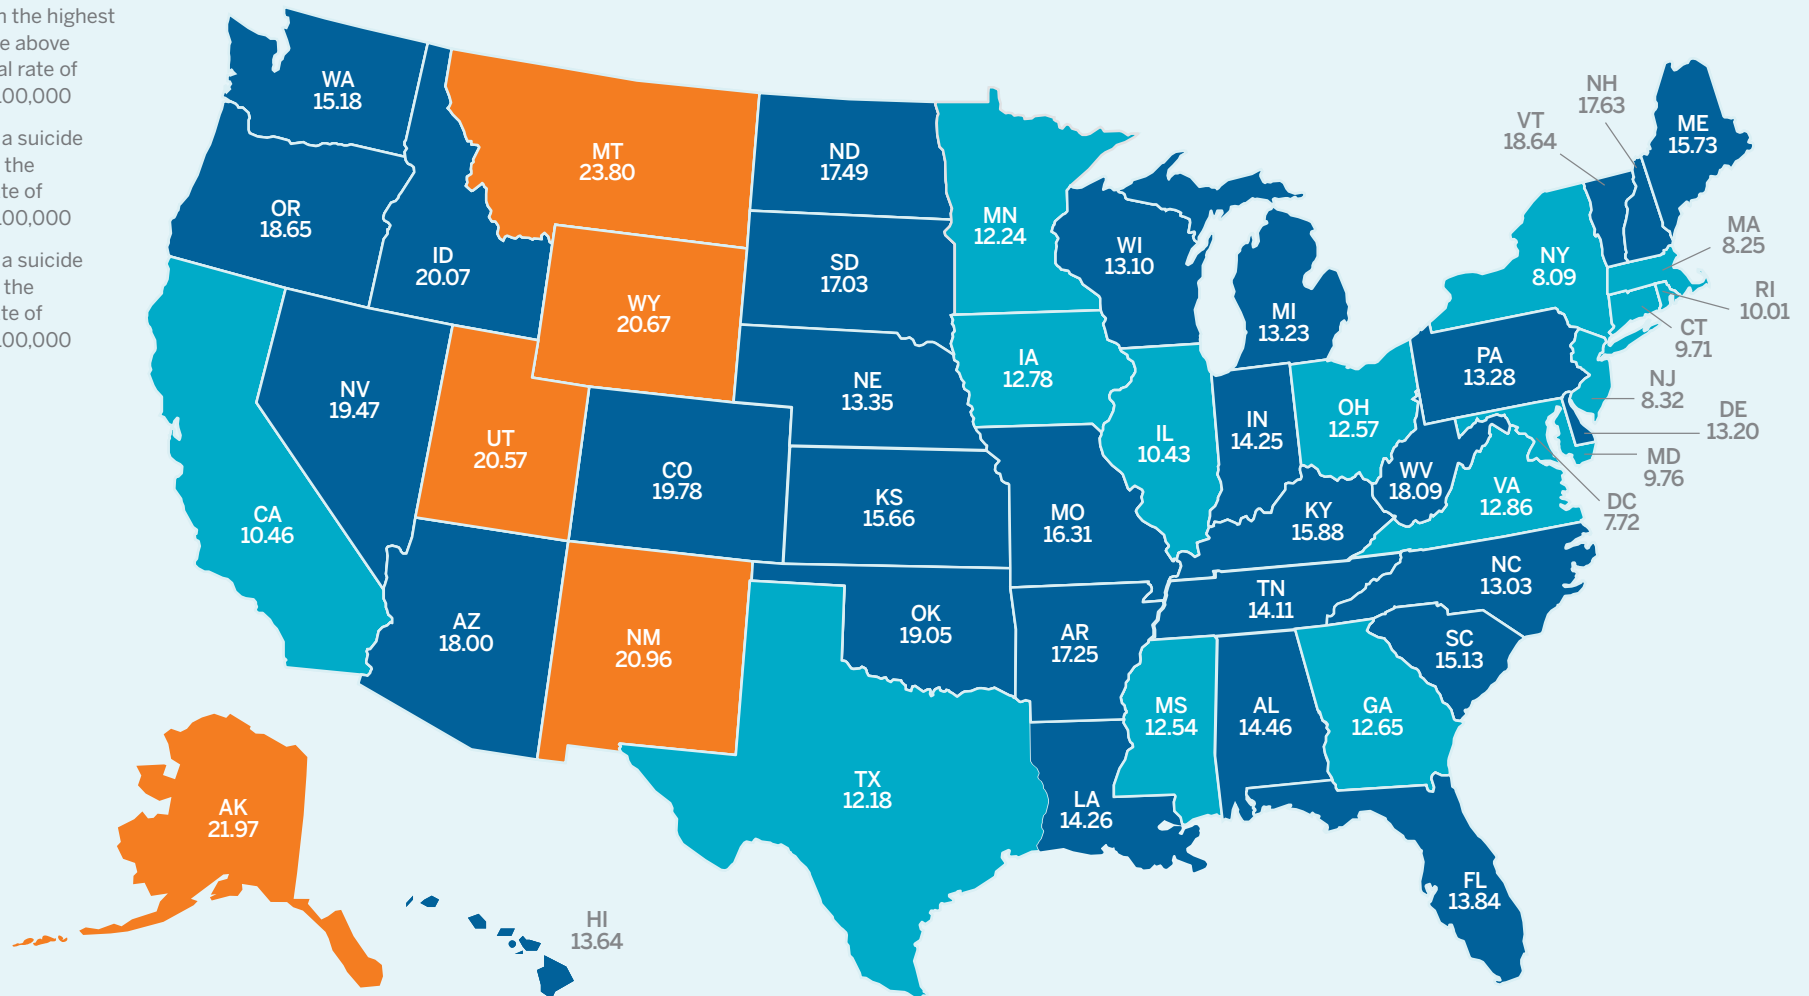 the highest
above
rate of
100,000
a suicide
the
of
100,000
a suicide
the
of
100,000
WA
15.18
OR
18.65
ID
20.07
MT
23.80
WY
20.67
ND
17.49
SD
17.03
NE
13.35
NV
19.47
UT
20.57
CO
19.78
KS
15.66
CA
10.46
AZ
18.00
NM
20.96
OK
19.05
TX
12.18
MN
12.24
IA
12.78
MO
16.31
AR
17.25
LA
14.26
WI
13.10
IL
10.43
MI
13.23
IN
14.25
OH
12.57
KY
15.88
TN
14.11
MS
12.54
AL
14.46
GA
12.65
FL
13.84
SC
15.13
NC
13.03
VA
12.86
WV
18.09
PA
13.28
NY
8.09
VT
18.64
NH
17.63
ME
15.73
MA
8.25
RI
10.01
CT
9.71
NJ
8.32
DE
13.20
MD
9.76
DC
7.72
AK
21.97
HI
13.64